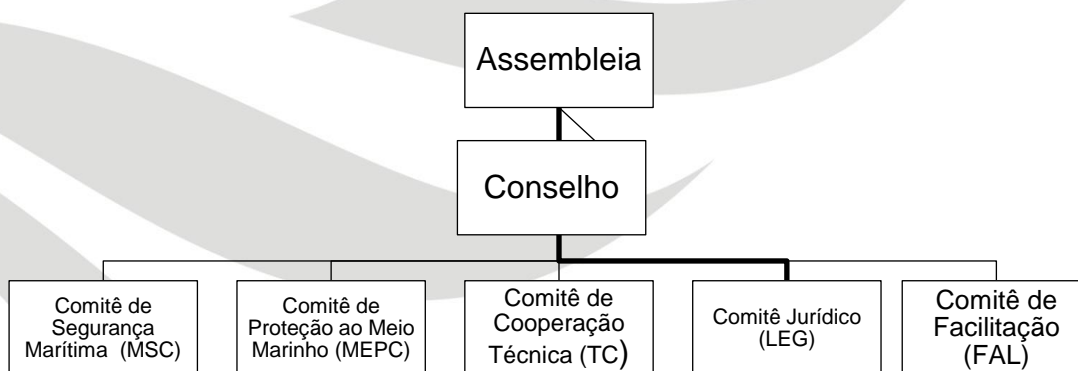 Assembleia
Conselho
Comitê de
Segurança
Marítima (MSC)
Comitê de
Proteção ao Meio
Marinho (MEPC)
Comitê de
Cooperação
Técnica (TC)
Comitê Jurídico
(LEG)
Comitê de
Facilitação
(FAL)